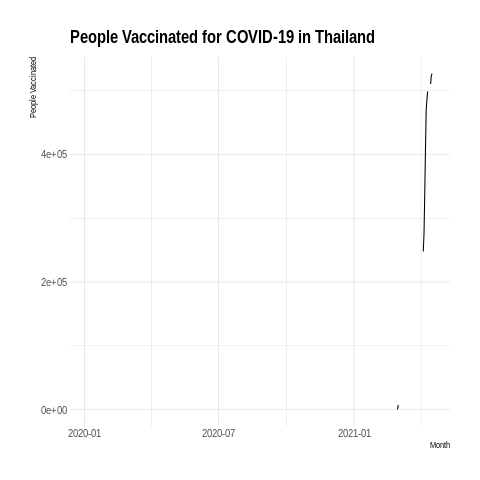 People Vaccinated for COVID-19 in Thailand
People Vaccinated
4e+05
2e+05
0e+00
2020-01 2020-07 2021-01
Month